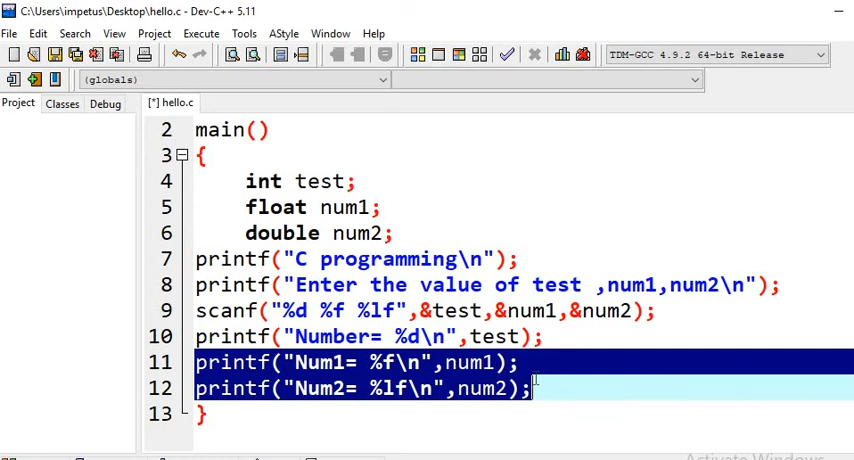 C:\Users\impetus\Desktop\hello.c - Dev-C++ 5.11
File Edit Search View Project Execute Tools AStyle Window Help
TDM-GCC 4.9.2 64-bit Release
(globals)
Project Classes Debug [*] hello.c
2 main()
3 {
4 int test;
5 float num1;
6 double num2;
7 printf("C programming\n");
8 printf("Enter the value of test ,num1,num2\n");
9 scanf("%d %f %lf",&test,&num1,&num2);
10 printf("Number= %d\n",test);
11 printf("Num1= %f\n",num1);
12 printf("Num2= %lf\n",num2);
13 }
Activate Windows